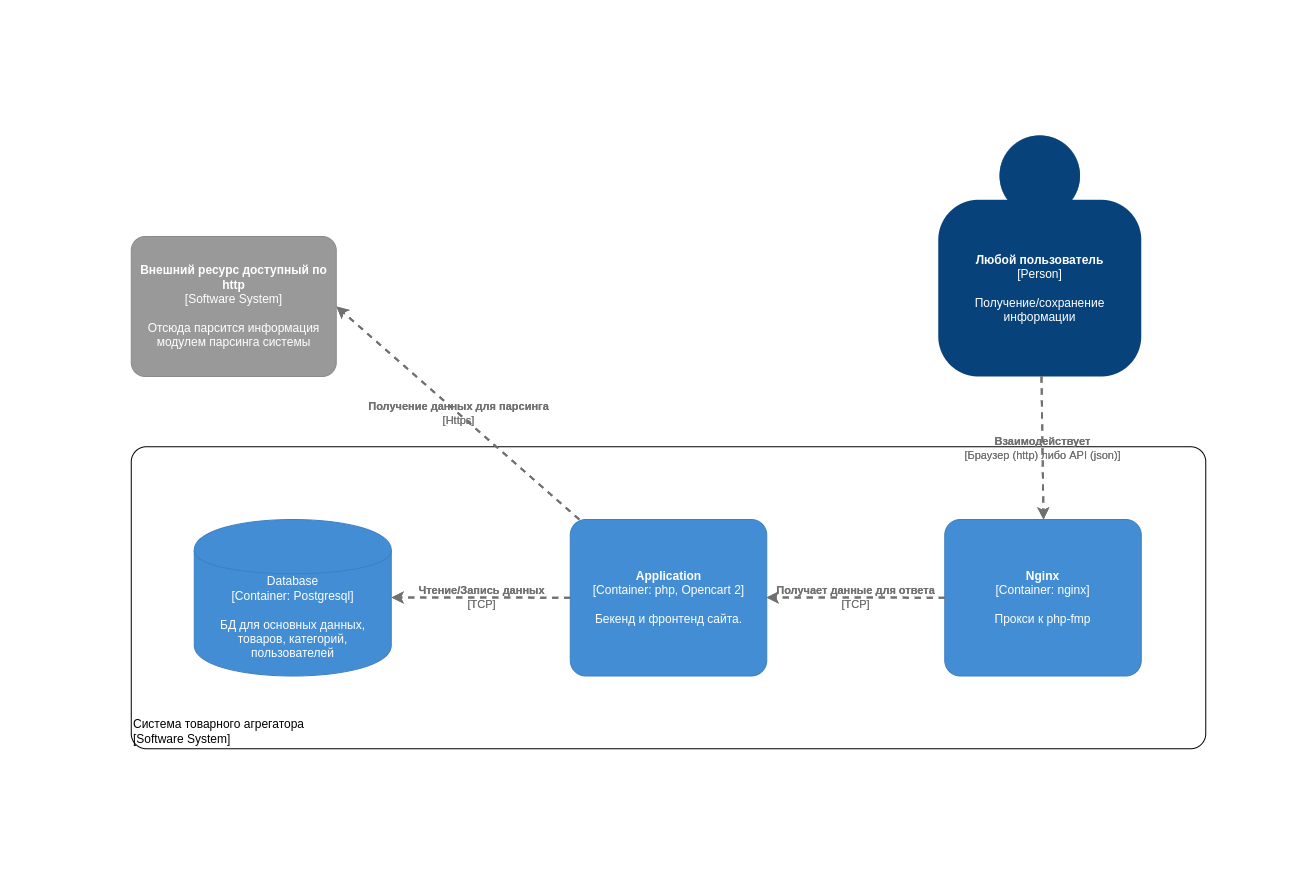 Любой пользователь
[Person]
Получение/сохранение
информации
Внешний ресурс доступный по
http
[Software System]
Отсюда парсится информация
модулем парсинга системы
Получение данных для парсинга
[Https]
Взаимодействует
[Браузер (http) либо API (json)]
Database
[Container: Postgresql]
БД для основных данных,
товаров, категорий,
пользователей
Чтение/Запись данных
[TCP]
Application
[Container: php, Opencart 2]
Бекенд и фронтенд сайта.
Получает данные для ответа
[TCP]
Nginx
[Container: nginx]
Прокси к php-fmp
Система товарного агрегатора
[Software System]